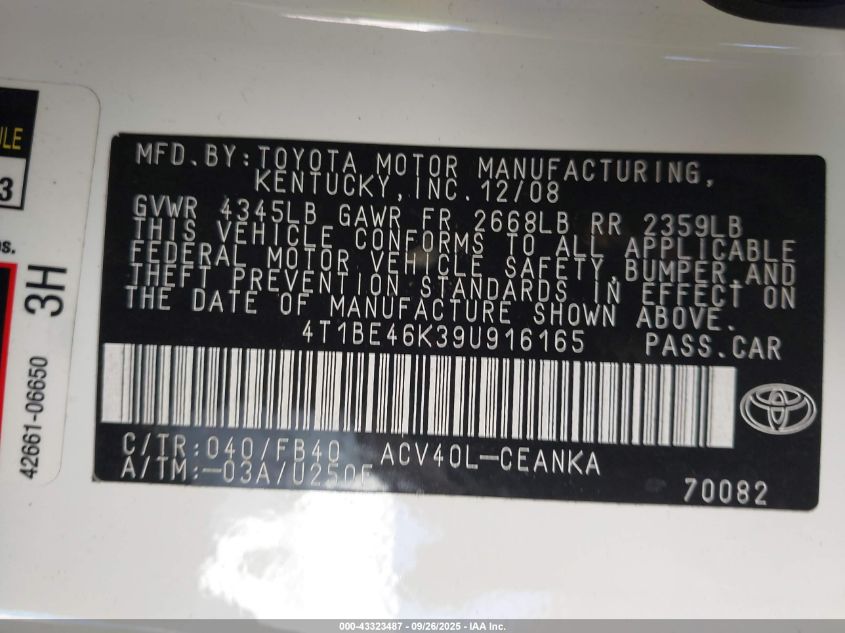 MFD.BY:TOYOTA MOTOR MANUFACTURING,
KENTUCKY,INC.12/08
GVWR 4345LB GAWR FR 2668LB RR 2359LB
THIS VEHICLE CONFORMS TO ALL APPLICABLE
FEDERAL MOTOR VEHICLE SAFETY,BUMPER,AND
THEFT PREVENTION STANDARDS IN EFFECT ON
THE DATE OF MANUFACTURE SHOWN ABOVE.
4T1BE46K39U916165 PASS.CAR
C/TR:040/FB40 ACV40L-CEANKA
A/TM:-03A/U250F
70082
3
3H
42661-06650
000-43323487 - 09/26/2025 - IAA Inc.